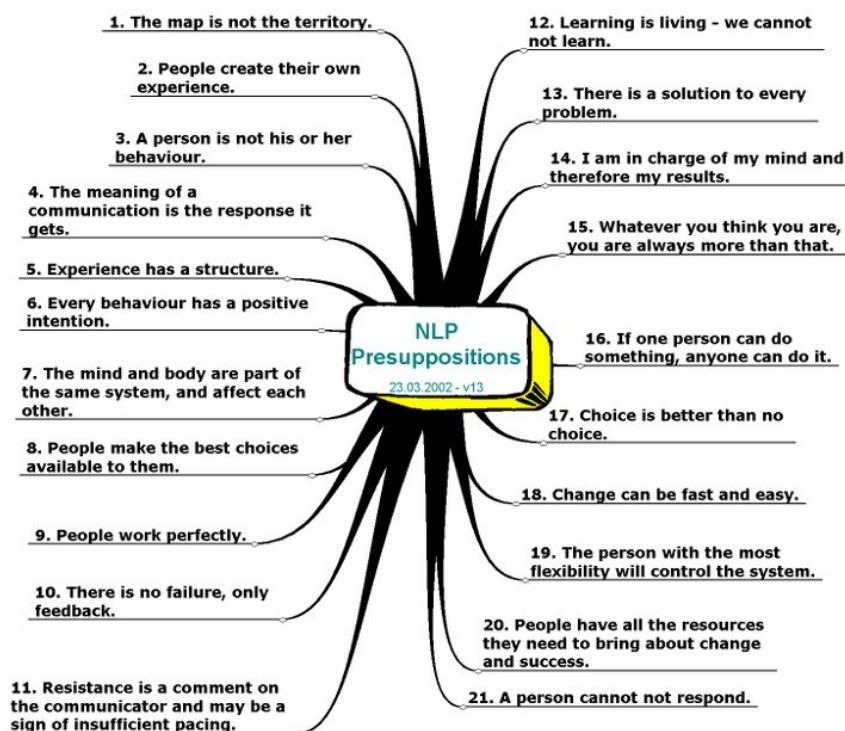 1. The map is not the territory.
2. People create their own
experience.
3. A person is not his or her
behaviour.
4. The meaning of a
communication is the response it
gets.
5. Experience has a structure.
6. Every behaviour has a positive
intention.
7. The mind and body are part of
the same system, and affect each
other.
8. People make the best choices
available to them.
9. People work perfectly.
10. There is no failure, only
feedback.
11. Resistance is a comment on
the communicator and may be a
sign of insufficient pacing.
NLP
Presuppositions
23.03.2002 - v13
12. Learning is living - we cannot
not learn.
13. There is a solution to every
problem.
14. I am in charge of my mind and
therefore my results.
15. Whatever you think you are,
you are always more than that.
16. If one person can do
something, anyone can do it.
17. Choice is better than no
choice.
18. Change can be fast and easy.
19. The person with the most
flexibility will control the system.
20. People have all the resources
they need to bring about change
and success.
21. A person cannot not respond.